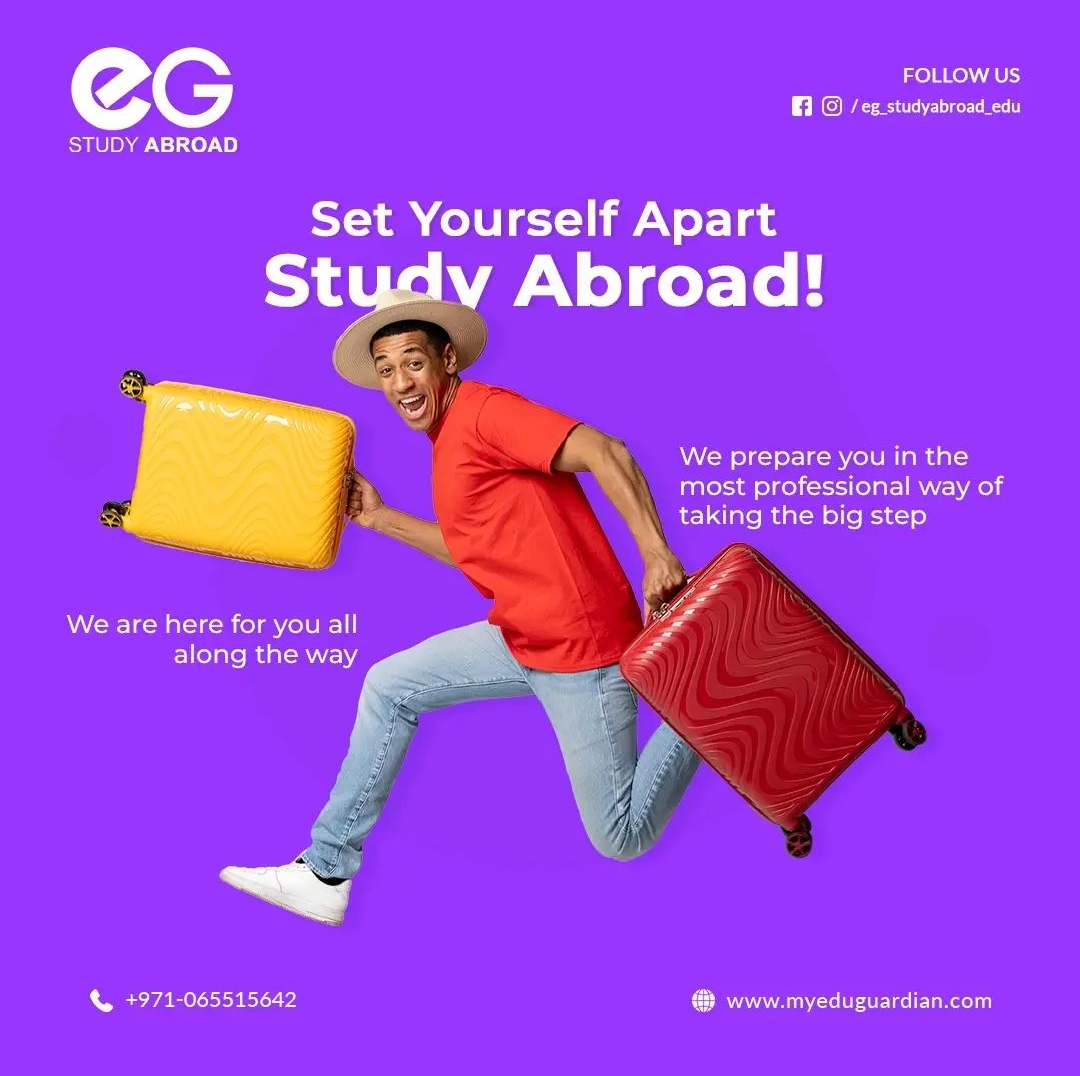 eG
STUDY ABROAD
FOLLOW US
/ eg_studyabroad_edu
Set Yourself Apart
Study Abroad!
We prepare you in the
most professional way of
taking the big step
We are here for you all
along the way
+971-065515642
www.myeduguardian.com